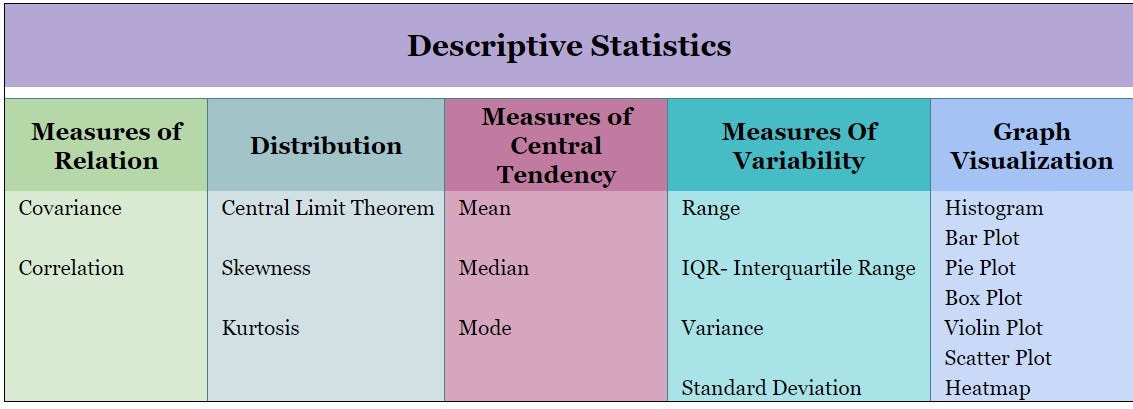 Descriptive Statistics
Measures of
Relation
Covariance
Correlation
Distribution
Central Limit Theorem
Skewness
Kurtosis
Measures of
Central
Tendency
Mean
Median
Mode
Measures Of
Variability
Range
IQR- Interquartile Range
Variance
Standard Deviation
Graph
Visualization
Histogram
Bar Plot
Pie Plot
Box Plot
Violin Plot
Scatter Plot
Heatmap